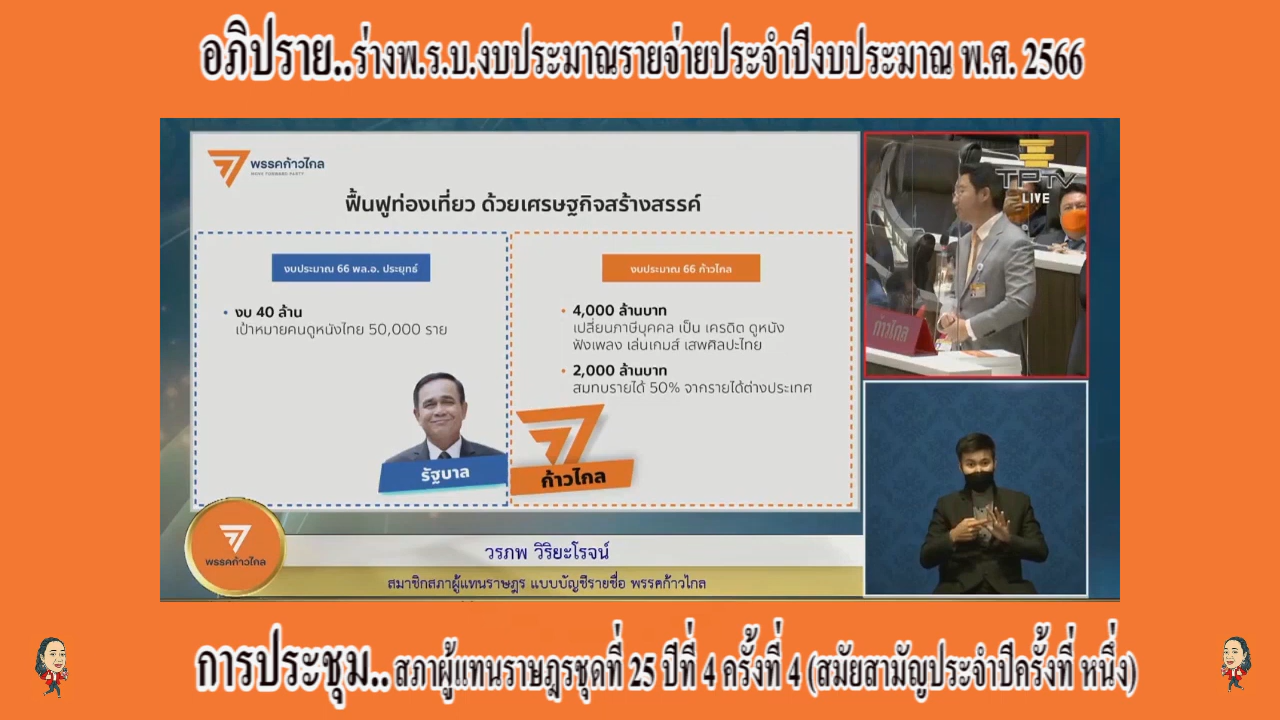 อภิปราย..ร่างพ.ร.บ.งบประมาณรายจ่ายประจำปีงบประมาณ พ.ศ. 2566
พรรคก้าวไกล
MOVE FORWARD PARTY
ฟื้นฟูท่องเที่ยว ด้วยเศรษฐกิจสร้างสรรค์
งบประมาณ 66 พล.อ. ประยุทธ์
• งบ 40 ล้าน
เป้าหมายคนดูหนังไทย 50,000 ราย
รัฐบาล
งบประมาณ 66 ก้าวไกล
• 4,000 ล้านบาท
เปลี่ยนภาษีบุคคล เป็น เครดิต ดูหนัง
ฟังเพลง เล่นเกมส์ เสพศิลปะไทย
• 2,000 ล้านบาท
สมทบรายได้ 50% จากรายได้ต่างประเทศ
ก้าวไกล
TPTV
LIVE
ก้าวไกล
พรรคก้าวไกล
วรภพ วิริยะโรจน์
สมาชิกสภาผู้แทนราษฎร แบบบัญชีรายชื่อ พรรคก้าวไกล
การประชุม.. สภาผู้แทนราษฎรชุดที่ 25 ปีที่ 4 ครั้งที่ 4 (สมัยสามัญประจำปีครั้งที่ หนึ่ง)